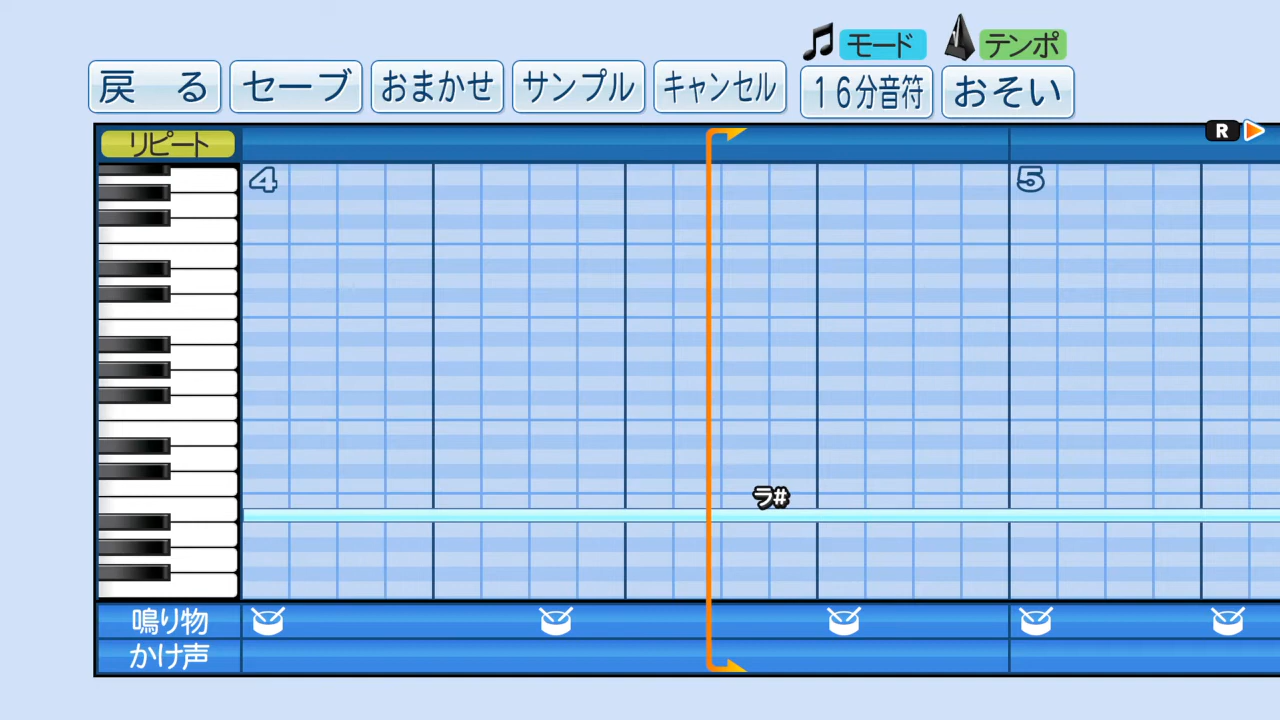 モード テンポ
戻る セーブ おまかせ サンプル キャンセル 16分音符 おそい
リピート R
4 5
ラ#
鳴り物
かけ声